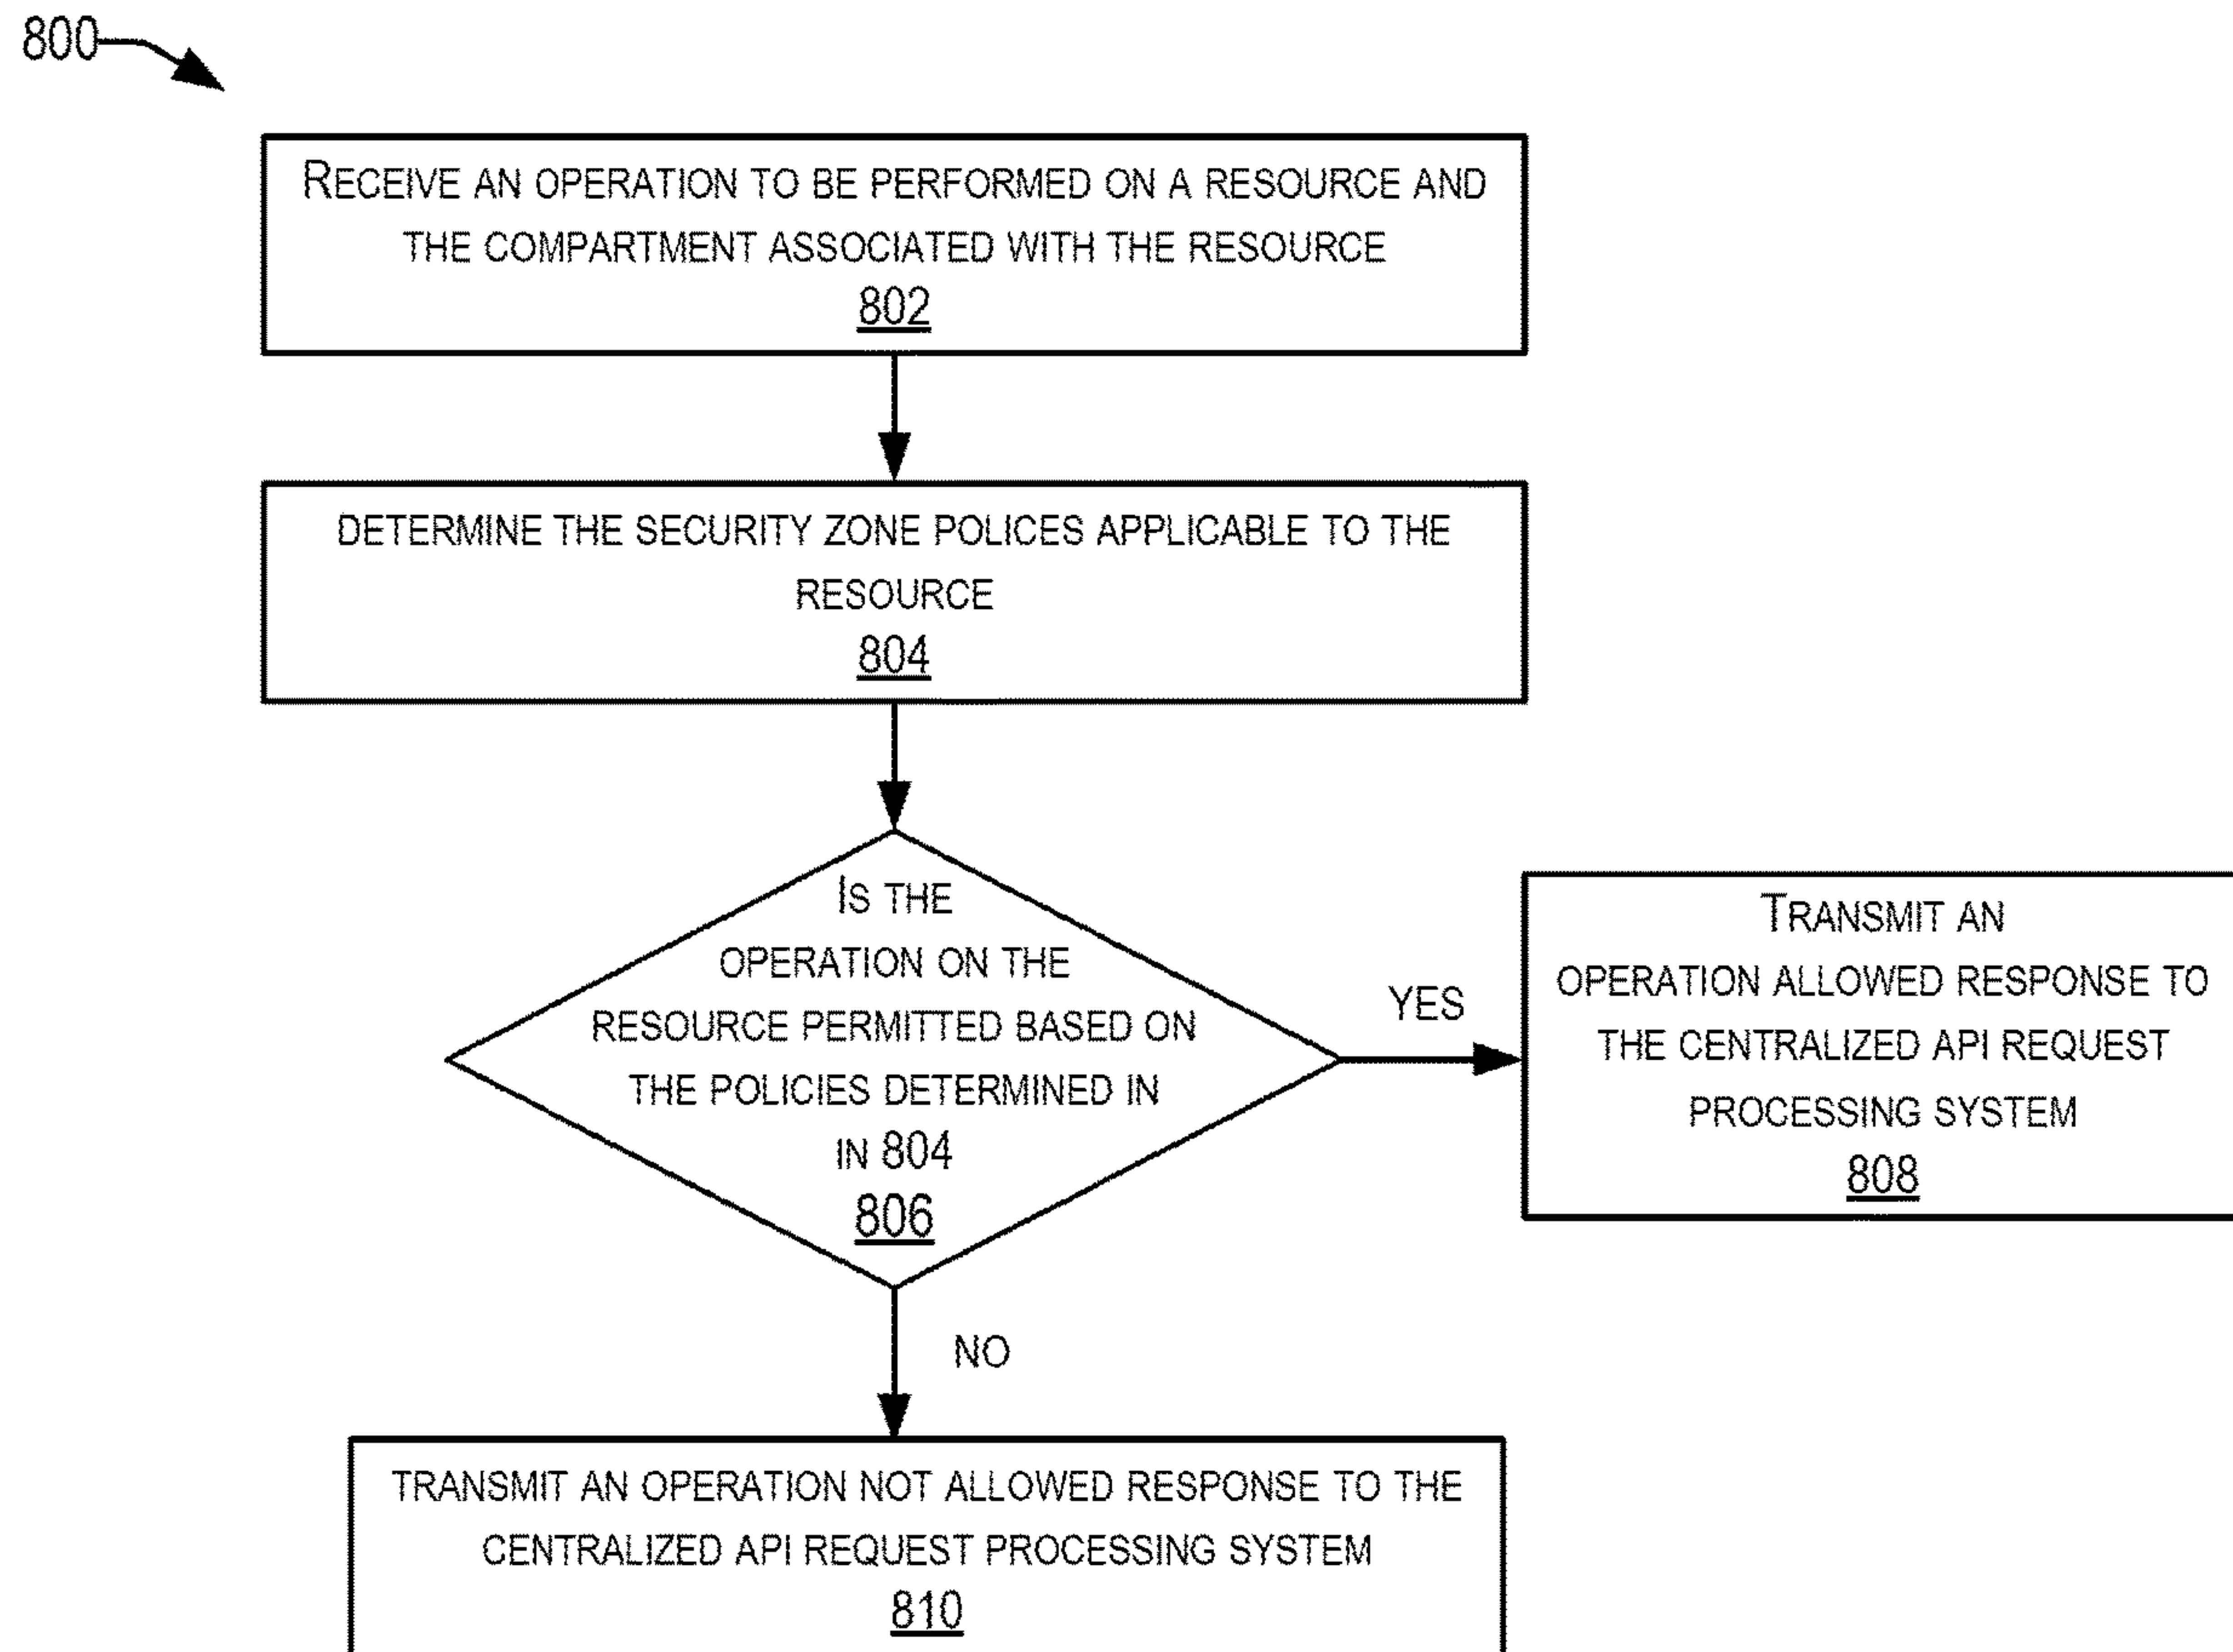 800
RECEIVE AN OPERATION TO BE PERFORMED ON A RESOURCE AND
THE COMPARTMENT ASSOCIATED WITH THE RESOURCE
802
DETERMINE THE SECURITY ZONE POLICES APPLICABLE TO THE
RESOURCE
804
IS THE
OPERATION ON THE
RESOURCE PERMITTED BASED ON
THE POLICIES DETERMINED IN
IN 804
806
YES
TRANSMIT AN
OPERATION ALLOWED RESPONSE TO
THE CENTRALIZED API REQUEST
PROCESSING SYSTEM
808
NO
TRANSMIT AN OPERATION NOT ALLOWED RESPONSE TO THE
CENTRALIZED API REQUEST PROCESSING SYSTEM
810